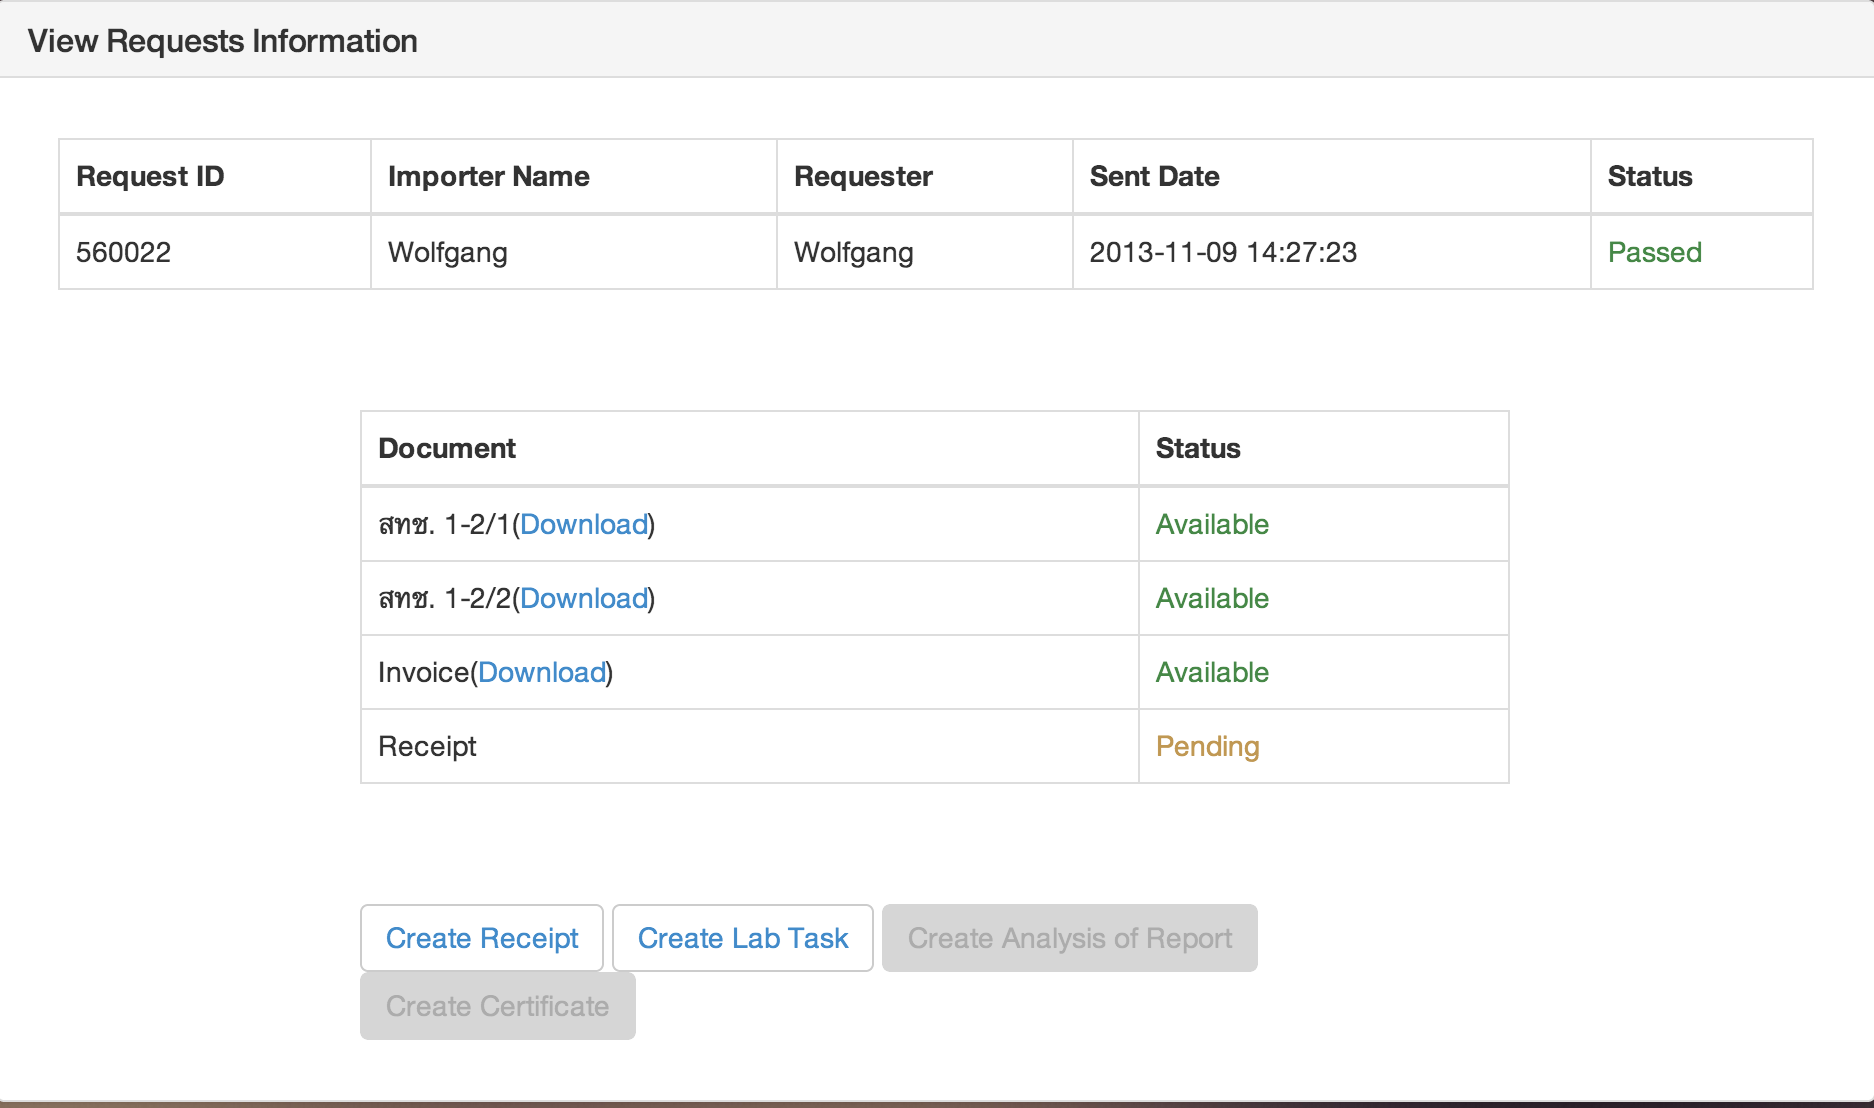 View Requests Information
Request ID Importer Name Requester Sent Date Status
560022 Wolfgang Wolfgang 2013-11-09 14:27:23 Passed
Document Status
สทช. 1-2/1(Download) Available
สทช. 1-2/2(Download) Available
Invoice(Download) Available
Receipt Pending
Create Receipt Create Lab Task Create Analysis of Report
Create Certificate